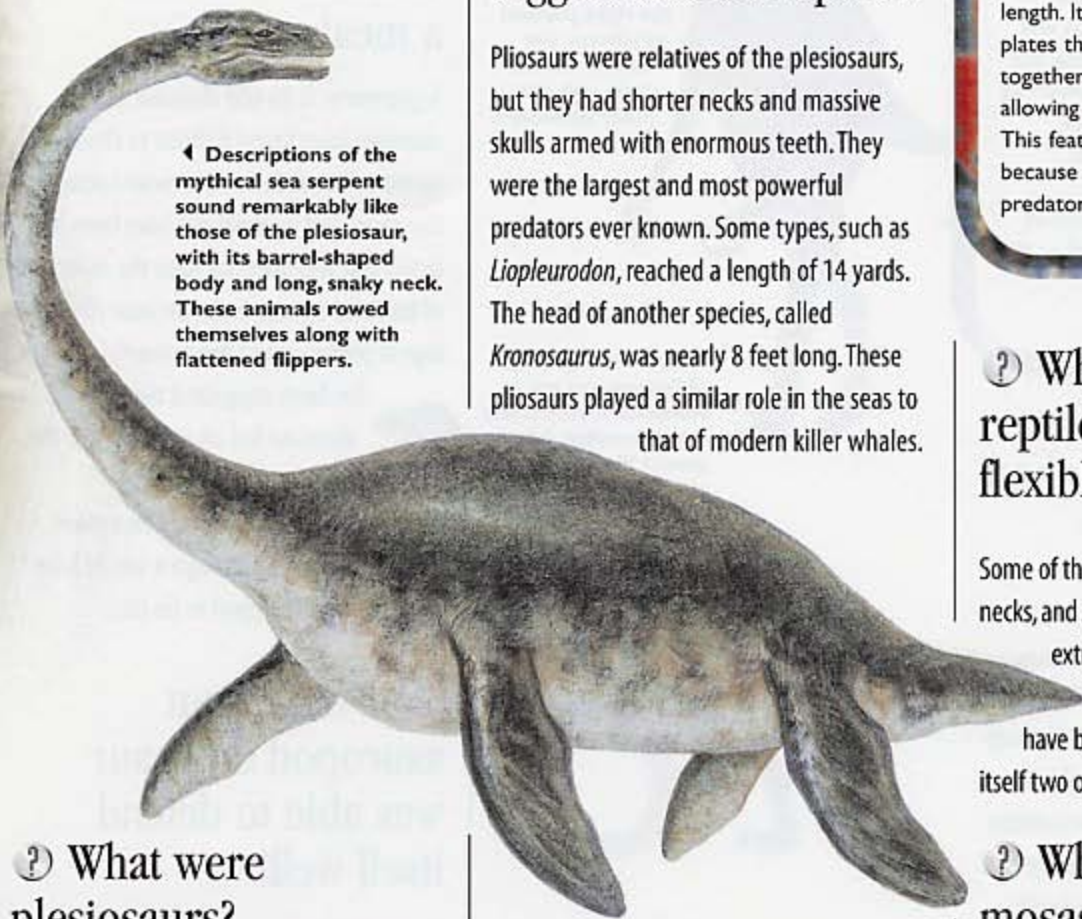 ◀ Descriptions of the
mythical sea serpent
sound remarkably like
those of the plesiosaur,
with its barrel-shaped
body and long, snaky neck.
These animals rowed
themselves along with
flattened flippers.
? What were
plesiosaurs?
Pliosaurs were relatives of the plesiosaurs,
but they had shorter necks and massive
skulls armed with enormous teeth. They
were the largest and most powerful
predators ever known. Some types, such as
Liopleurodon, reached a length of 14 yards.
The head of another species, called
Kronosaurus, was nearly 8 feet long. These
pliosaurs played a similar role in the seas to
that of modern killer whales.
length. It
plates th
together
allowing
This feat
because
predator
? Wh
reptile
flexibl
Some of th
necks, and
ext
have b
itself two o
? Wh
mosas